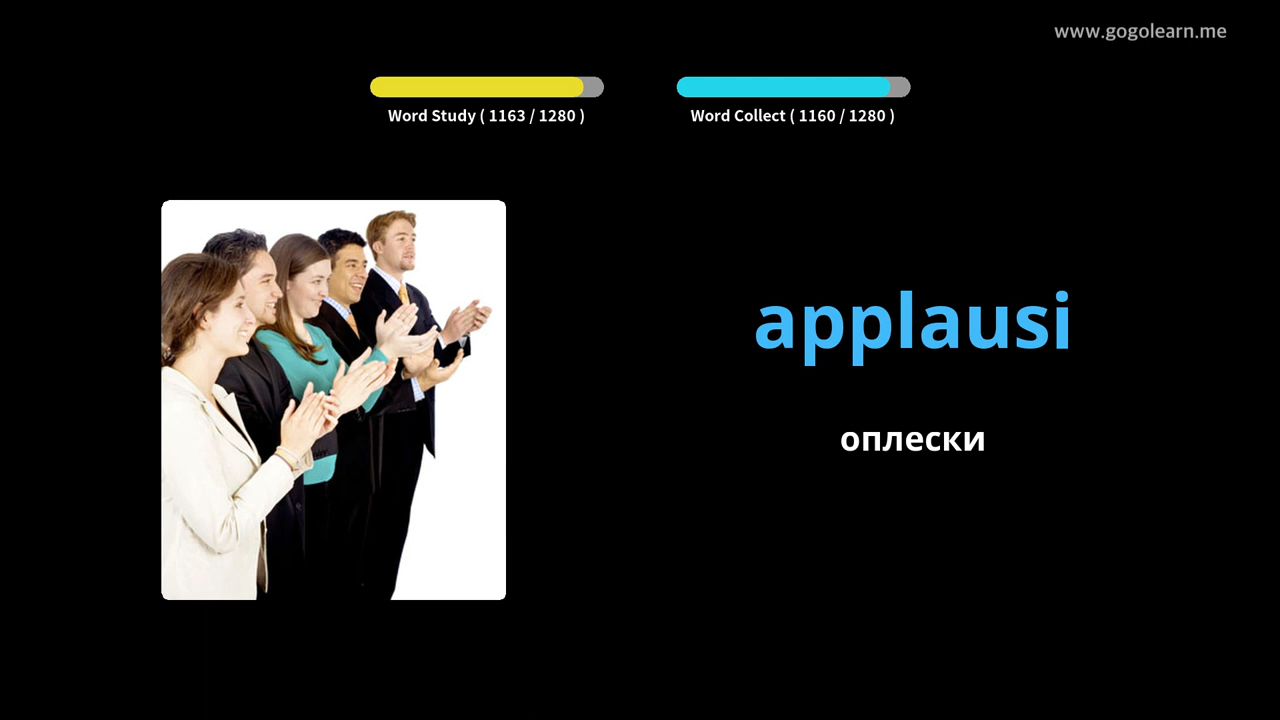 www.gogolearn.me
Word Study ( 1163 / 1280 )
Word Collect ( 1160 / 1280 )
applausi
оплески